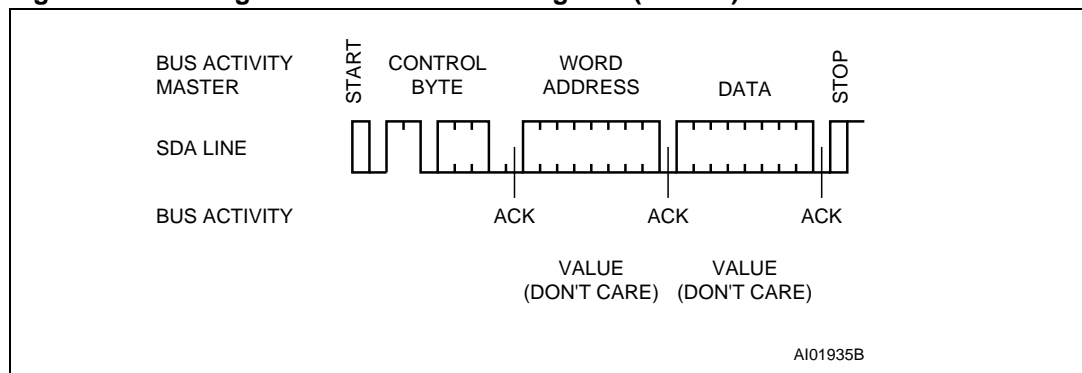 BUS ACTIVITY
MASTER
START
CONTROL
BYTE
WORD
ADDRESS
DATA
STOP
SDA LINE
BUS ACTIVITY
ACK
ACK
ACK
VALUE
(DON'T CARE)
VALUE
(DON'T CARE)
AI01935B